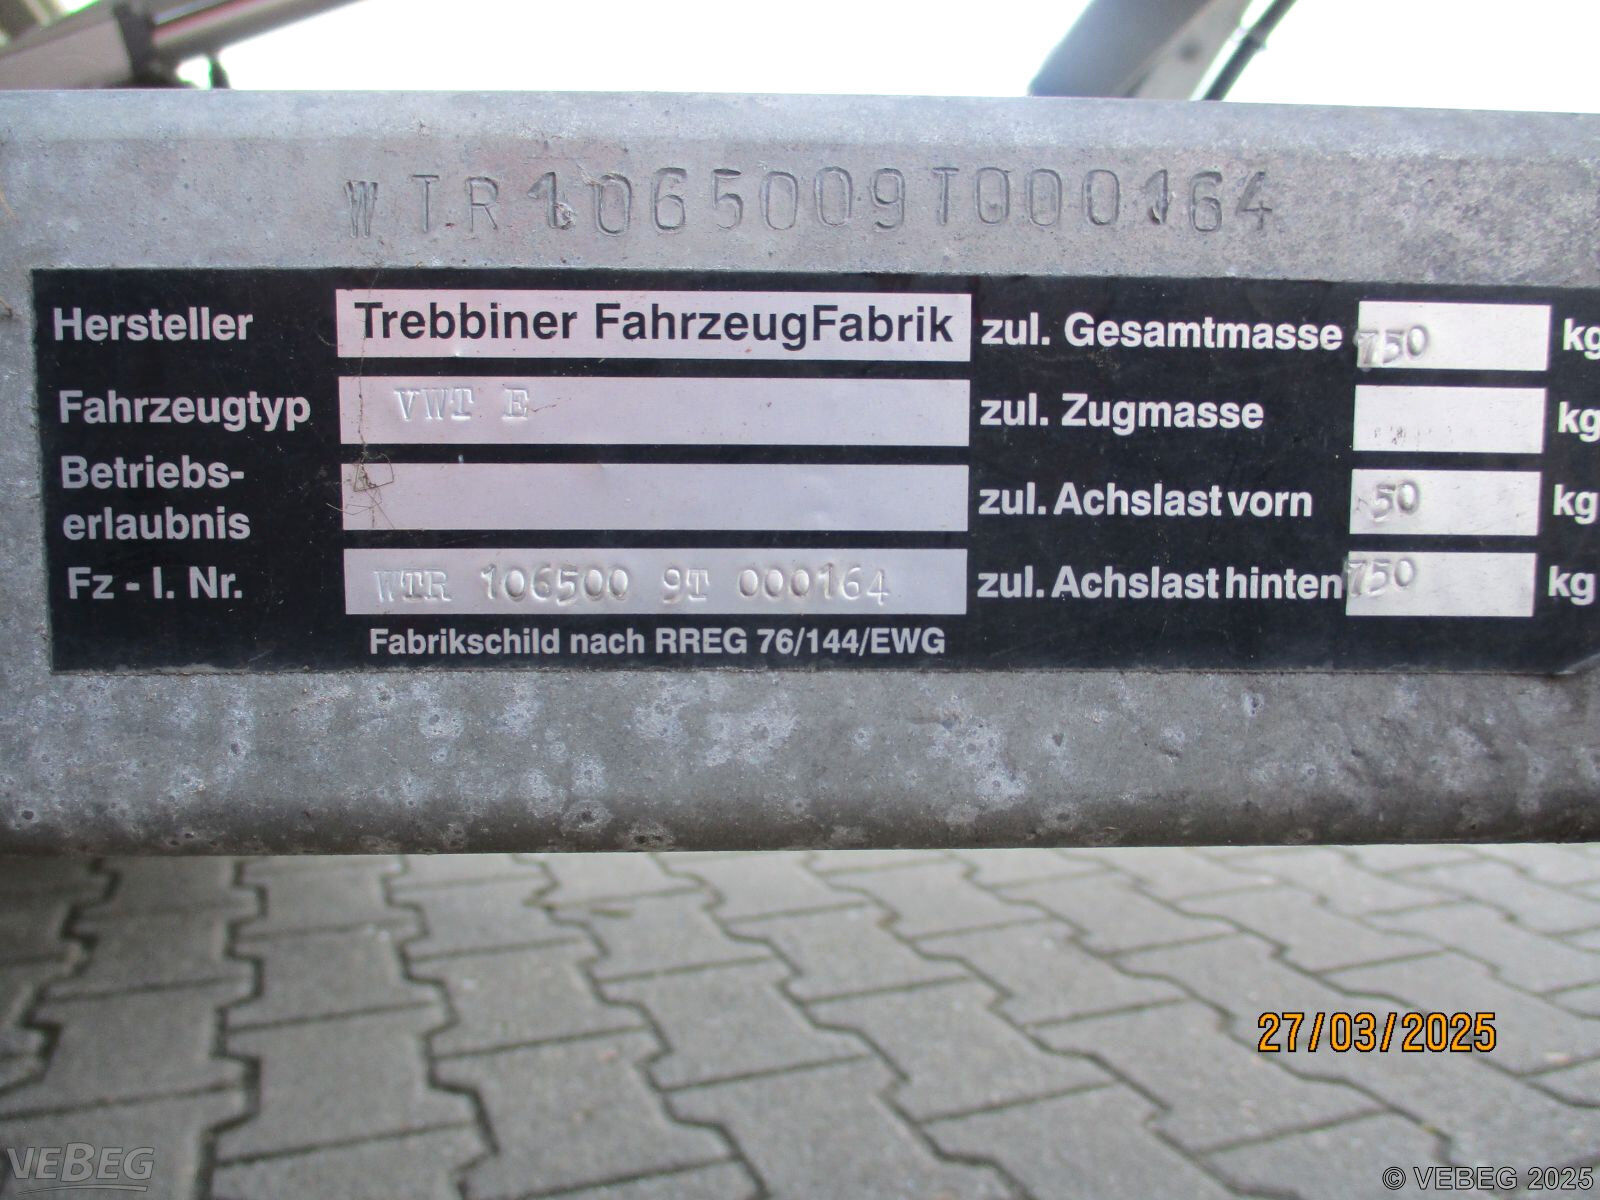 WTR1065009T000164
Hersteller Trebbiner FahrzeugFabrik zul. Gesamtmasse 750 kg
Fahrzeugtyp VWT E zul. Zugmasse kg
Betriebs-
erlaubnis zul. Achslast vorn 50 kg
Fz - I. Nr. WTR 106500 9T 000164 zul. Achslast hinten 750 kg
Fabrikschild nach RREG 76/144/EWG
27/03/2025
VEBEG
© VEBEG 2025